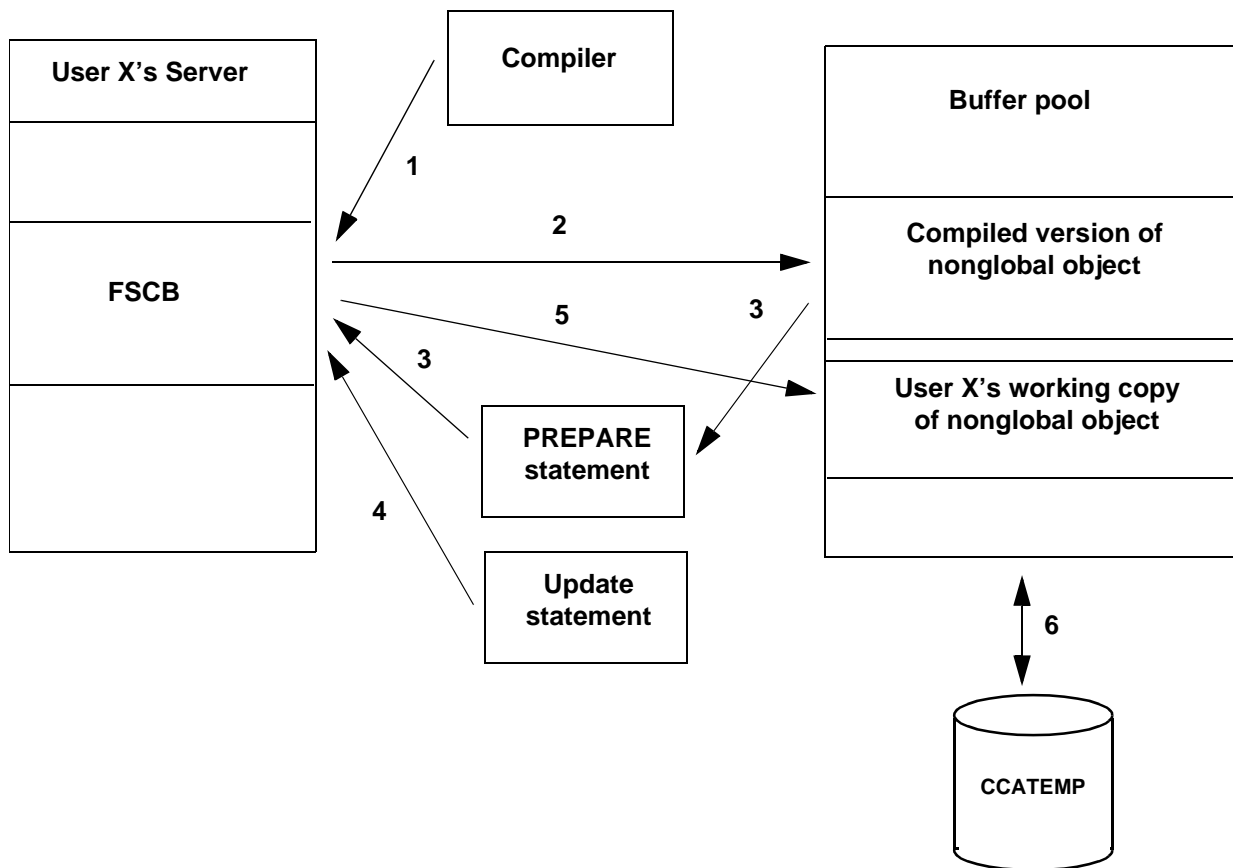 User X's Server
Compiler
Buffer pool
1
2
Compiled version of
nonglobal object
FSCB
3
5
3
User X's working copy
of nonglobal object
PREPARE
statement
4
Update
statement
6
CCATEMP